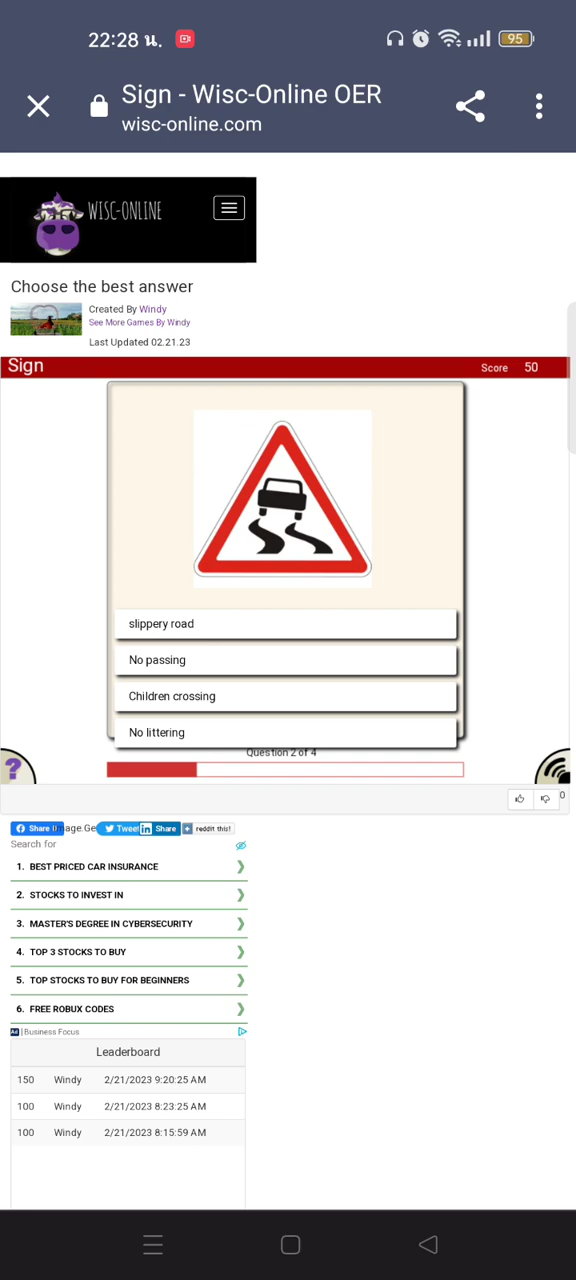 22:28 น.
95
Sign - Wisc-Online OER
wisc-online.com
WISC-ONLINE
Choose the best answer
Created By Windy
See More Games By Windy
Last Updated 02.21.23
Sign
Score 50
slippery road
No passing
Children crossing
No littering
Question 2 of 4
?
0
Share Image.Ge Tweet in Share reddit this!
Search for
1. BEST PRICED CAR INSURANCE
2. STOCKS TO INVEST IN
3. MASTER'S DEGREE IN CYBERSECURITY
4. TOP 3 STOCKS TO BUY
5. TOP STOCKS TO BUY FOR BEGINNERS
6. FREE ROBUX CODES
Ad | Business Focus
Leaderboard
150 Windy 2/21/2023 9:20:25 AM
100 Windy 2/21/2023 8:23:25 AM
100 Windy 2/21/2023 8:15:59 AM